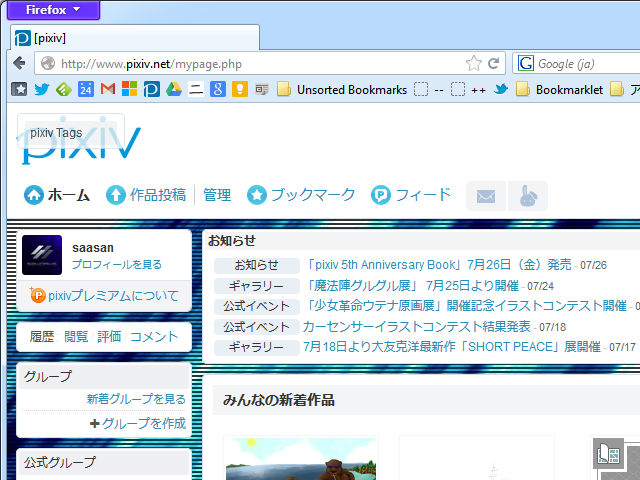 Firefox
[pixiv]
http://www.pixiv.net/mypage.php
Google (ja)
24
Unsorted Bookmarks
--
++
Bookmarklet
ア
pixiv Tags
pixiv
ホーム 作品投稿 管理 ブックマーク フィード
saasan
プロフィールを見る
pixivプレミアムについて
履歴 閲覧 評価 コメント
グループ
新着グループを見る
グループを作成
公式グループ
お知らせ
お知らせ 「pixiv 5th Anniversary Book」7月26日（金）発売 - 07/26
ギャラリー 「魔法陣グルグル展」 7月25日より開催 - 07/24
公式イベント 「少女革命ウテナ原画展」開催記念イラストコンテスト開催 -
公式イベント カーセンサーイラストコンテスト結果発表 - 07/18
ギャラリー 7月18日より大友克洋最新作「SHORT PEACE」展開催 - 07/17
みんなの新着作品